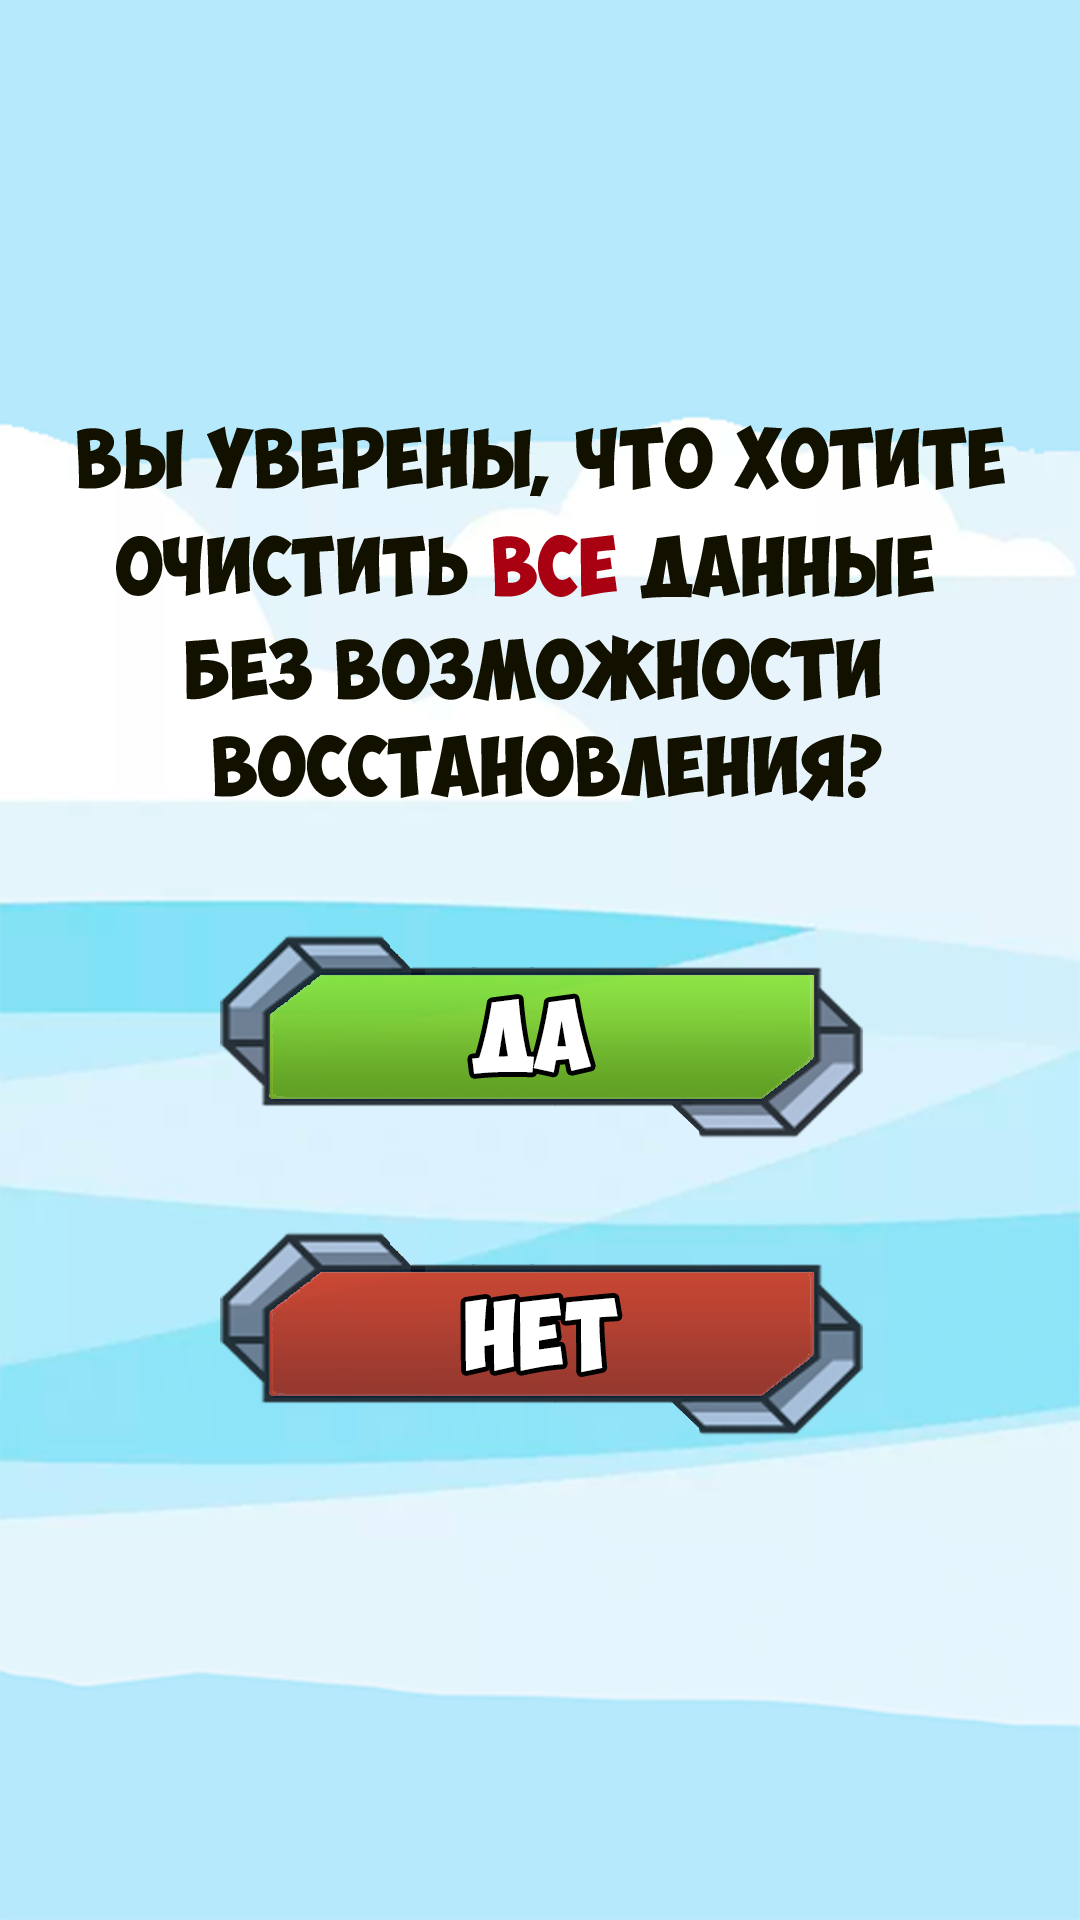 ВЫ УВЕРЕНЫ, ЧТО ХОТИТЕ
ОЧИСТИТЬ ВСЕ ДАННЫЕ
БЕЗ ВОЗМОЖНОСТИ
ВОССТАНОВЛЕНИЯ?
ДА
НЕТ